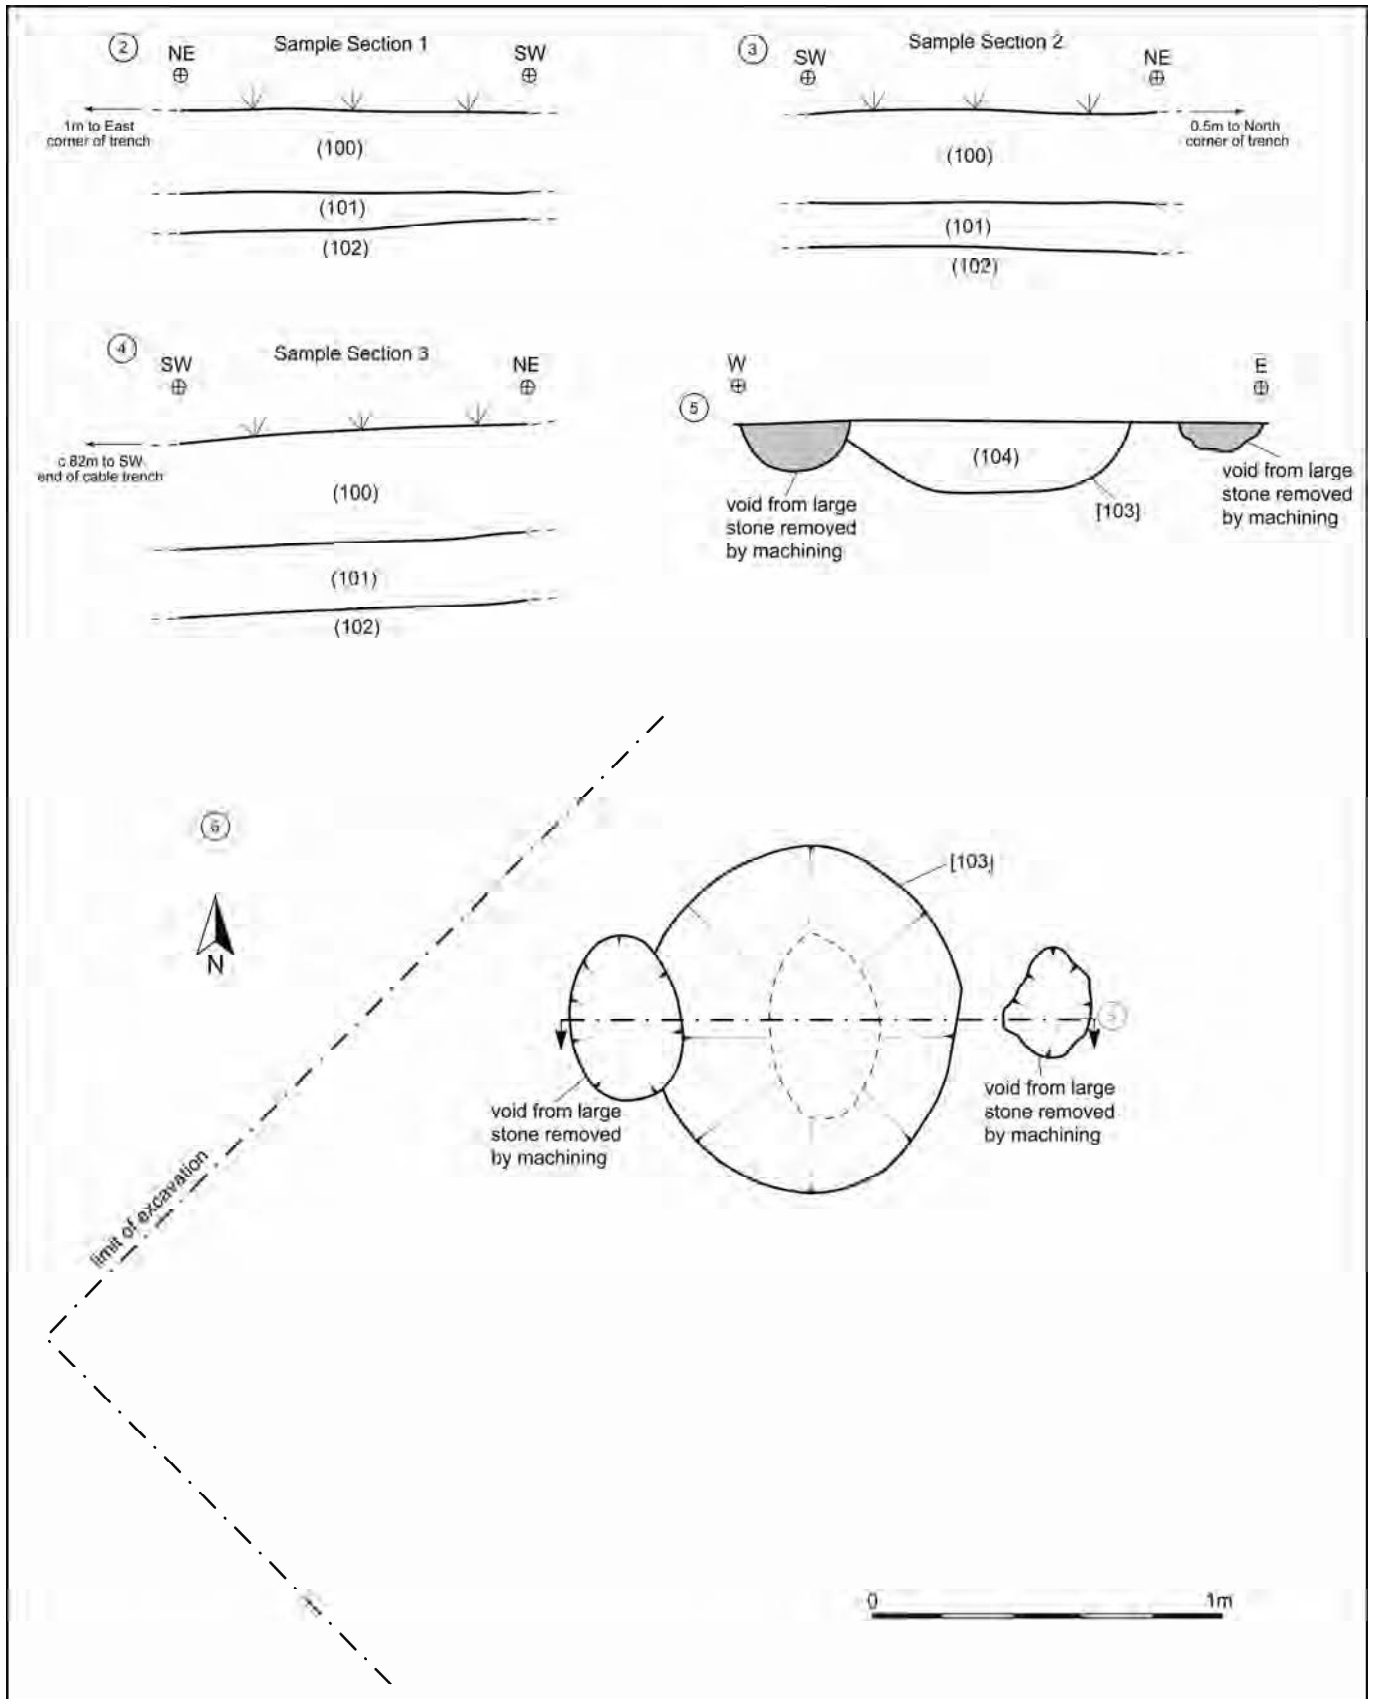 2
Sample Section 1
NE
SW
1m to East
corner of trench
(100)
(101)
(102)
3
Sample Section 2
SW
NE
0.5m to North
corner of trench
(100)
(101)
(102)
4
Sample Section 3
SW
NE
c.82m to SW
end of cable trench
(100)
(101)
(102)
5
W
E
(104)
[103]
void from large
stone removed
by machining
void from large
stone removed
by machining
6
N
[103]
5
void from large
stone removed
by machining
void from large
stone removed
by machining
limit of excavation
0
1m